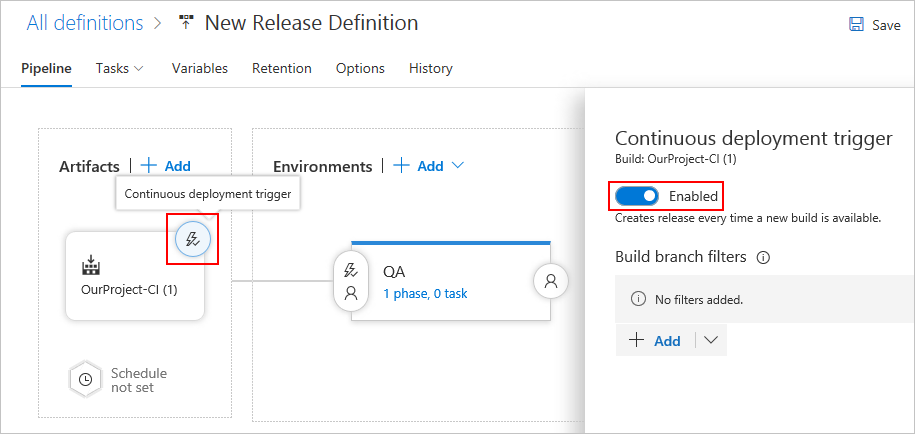 All definitions > New Release Definition
Save
Pipeline Tasks Variables Retention Options History
Artifacts | + Add
Environments | + Add
Continuous deployment trigger
OurProject-CI (1)
QA
1 phase, 0 task
Schedule
not set
Continuous deployment trigger
Build: OurProject-CI (1)
Enabled
Creates release every time a new build is available.
Build branch filters
No filters added.
+ Add